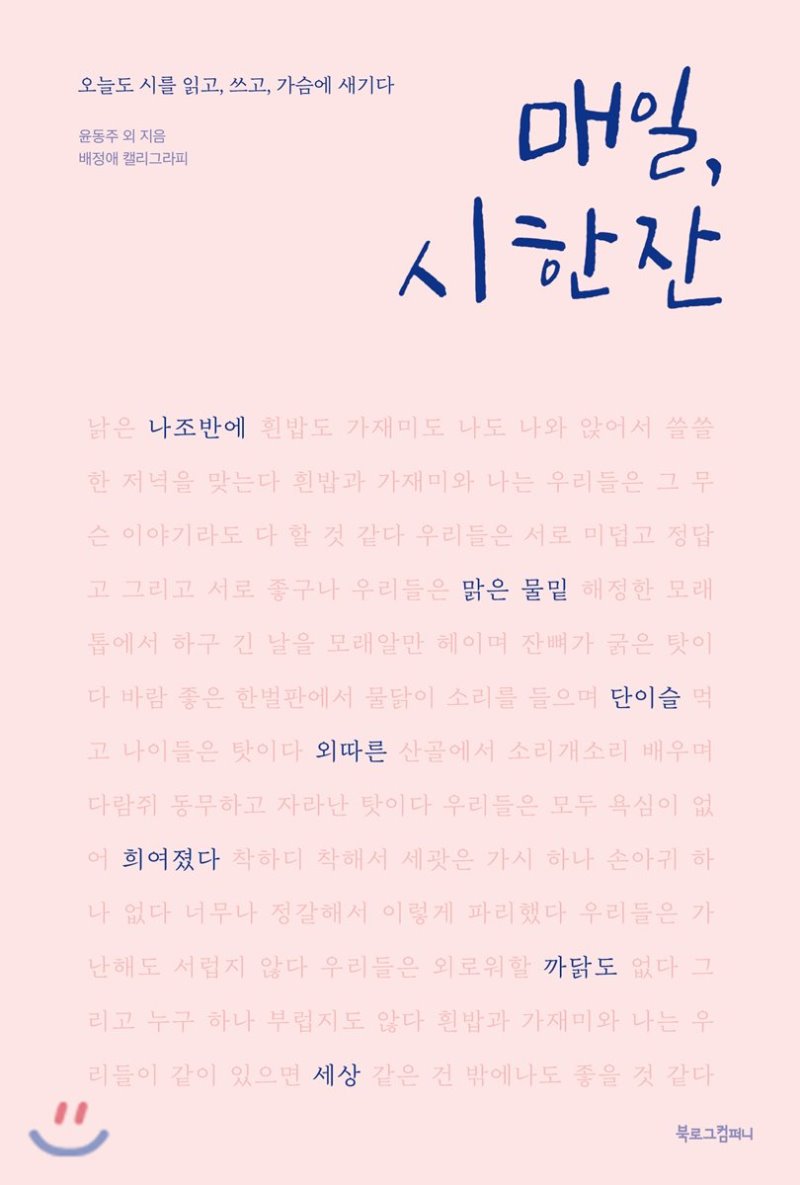 오늘도 시를 읽고, 쓰고, 가슴에 새기다
윤동주 외 지음
배정애 캘리그라피
매일,
시 한 잔
낡은 나조반에 흰밥도 가재미도 나도 나와 앉어서 쓸쓸
한 저녁을 맞는다 흰밥과 가재미와 나는 우리들은 그 무
슨 이야기라도 다 할 것 같다 우리들은 서로 미덥고 정답
고 그리고 서로 좋구나 우리들은 맑은 물밑 해정한 모래
톱에서 하구 긴 날을 모래알만 헤이며 잔뼈가 굵은 탓이
다 바람 좋은 한벌판에서 물닭이 소리를 들으며 단이슬 먹
고 나이들은 탓이다 외따른 산골에서 소리개소리 배우며
다람쥐 동무하고 자라난 탓이다 우리들은 모두 욕심이 없
어 희여졌다 착하디 착해서 세괏은 가시 하나 손아귀 하
나 없다 너무나 정갈해서 이렇게 파리했다 우리들은 가
난해도 서럽지 않다 우리들은 외로워할 까닭도 없다 그
리고 누구 하나 부럽지도 않다 흰밥과 가재미와 나는 우
리들이 같이 있으면 세상 같은 건 밖에나도 좋을 것 같다
북로그컴퍼니